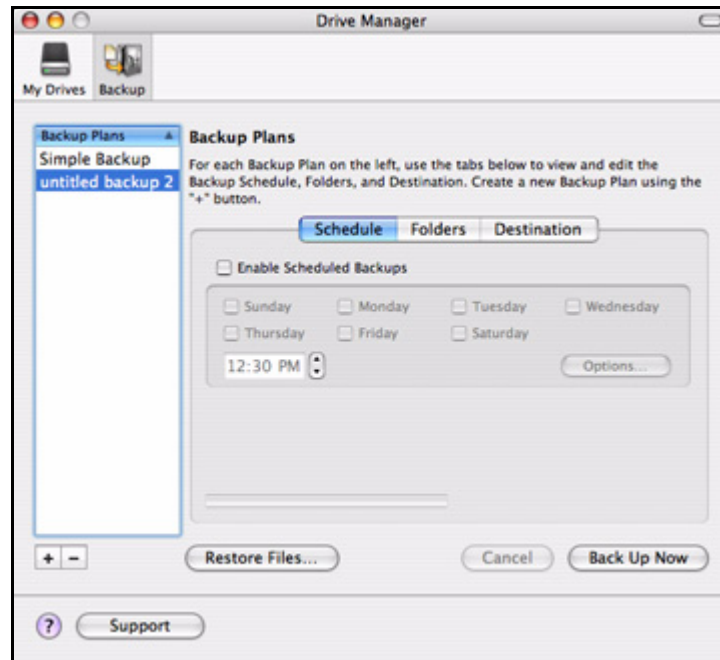 Drive Manager
My Drives Backup
Backup Plans
Simple Backup
untitled backup 2
Backup Plans
For each Backup Plan on the left, use the tabs below to view and edit the
Backup Schedule, Folders, and Destination. Create a new Backup Plan using the
"+" button.
Schedule Folders Destination
Enable Scheduled Backups
Sunday Monday Tuesday Wednesday
Thursday Friday Saturday
12:30 PM Options...
+ − Restore Files... Cancel Back Up Now
? Support